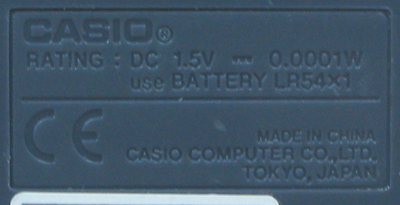 CASIO®
RATING : DC 1.5V ⎓ 0.0001W
use BATTERY LR54×1
CE
MADE IN CHINA
CASIO COMPUTER CO.,LTD.
TOKYO, JAPAN